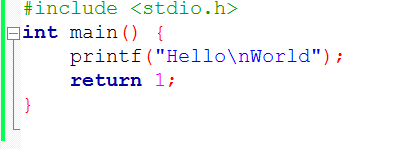 #include <stdio.h>
int main() {
    printf("Hello\nWorld");
    return 1;
}